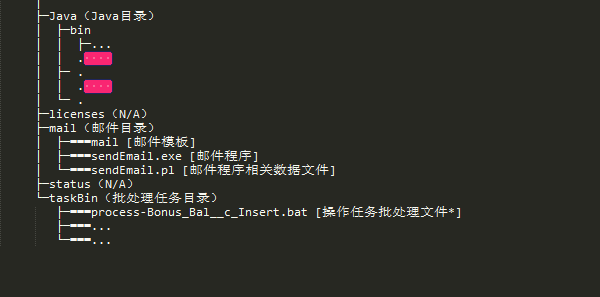 │
├─Java（Java目录）
│  ├─bin
│  │  ├─...
│  │  .····
│  ├─ .
│  │  .····
│  └─ .
├─licenses（N/A）
├─mail（邮件目录）
│  ├─===mail [邮件模板]
│  ├─===sendEmail.exe [邮件程序]
│  └─===sendEmail.pl [邮件程序相关数据文件]
├─status（N/A）
└─taskBin（批处理任务目录）
   ├─===process-Bonus_Bal__c_Insert.bat [操作任务批处理文件*]
   ├─===...
   └─===...